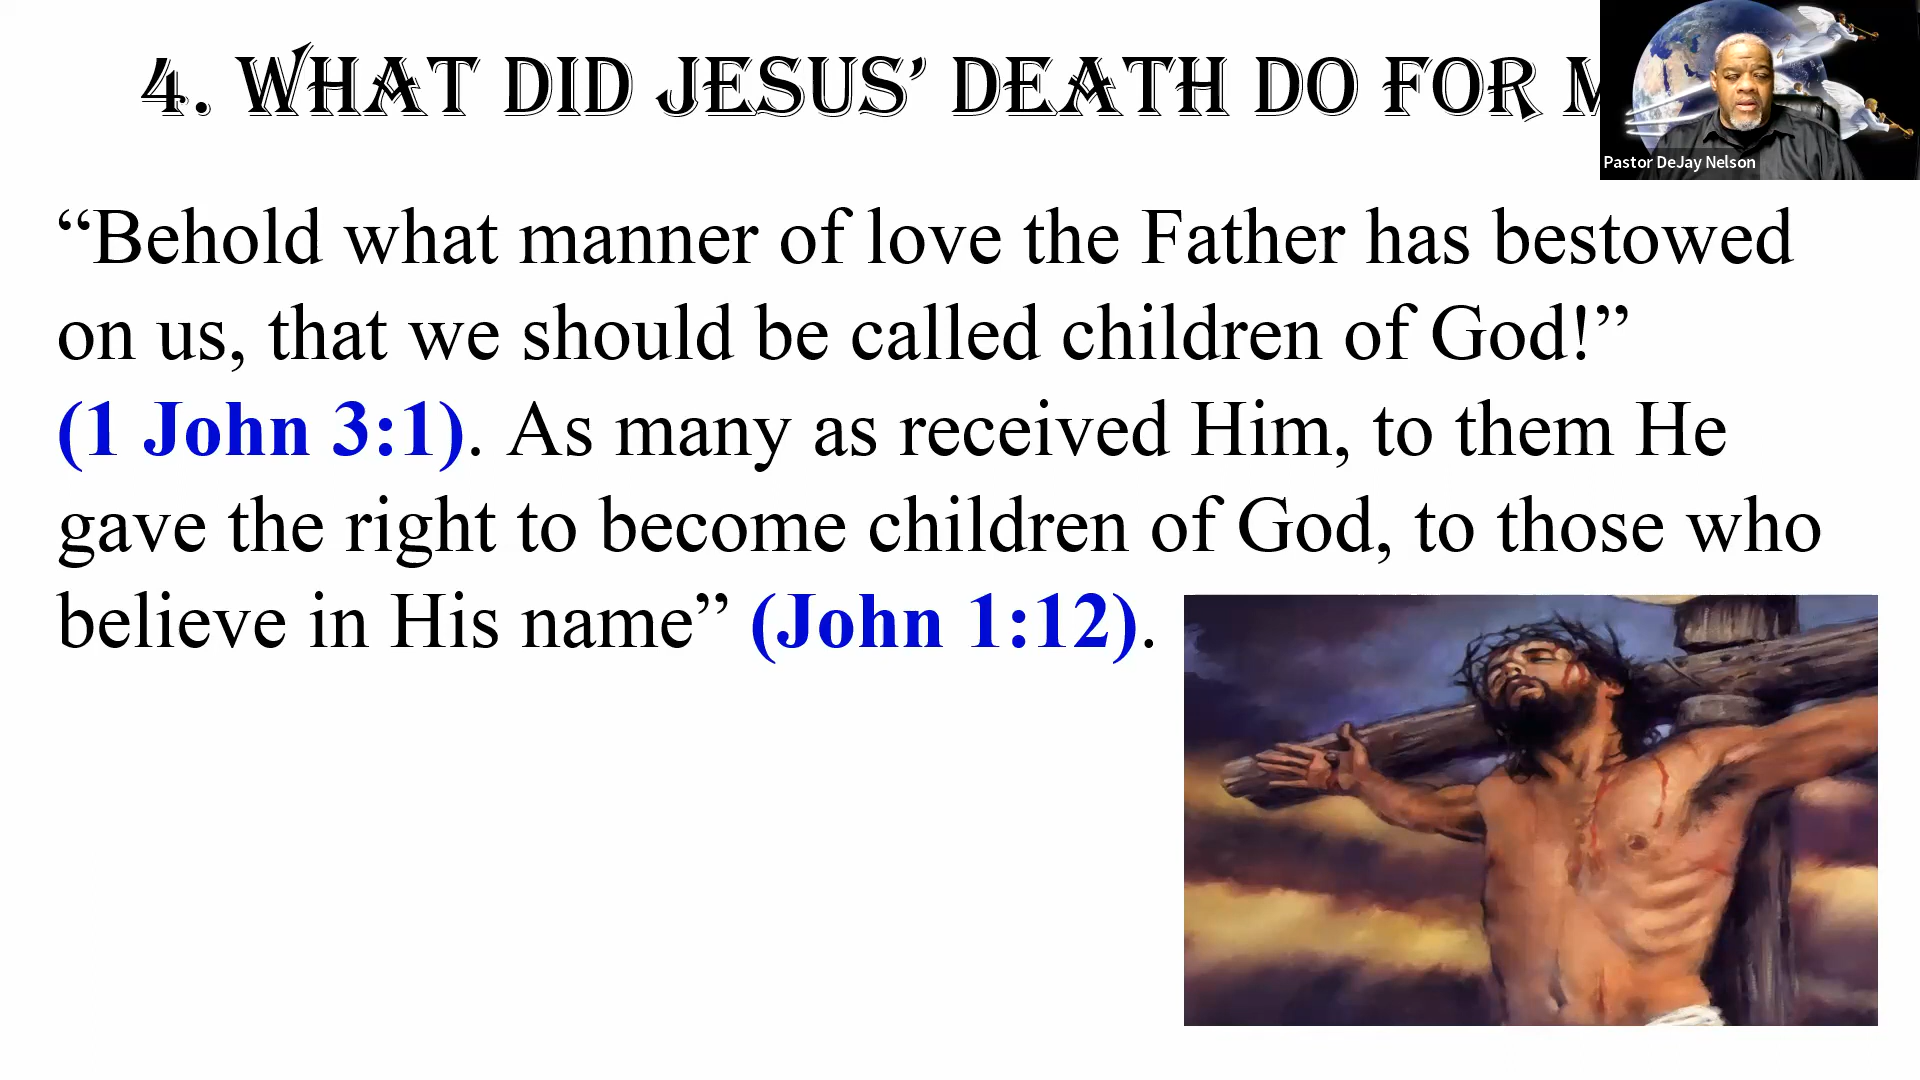 4. WHAT DID JESUS’ DEATH DO FOR
Pastor DeJay Nelson
“Behold what manner of love the Father has bestowed
on us, that we should be called children of God!”
(1 John 3:1). As many as received Him, to them He
gave the right to become children of God, to those who
believe in His name” (John 1:12).